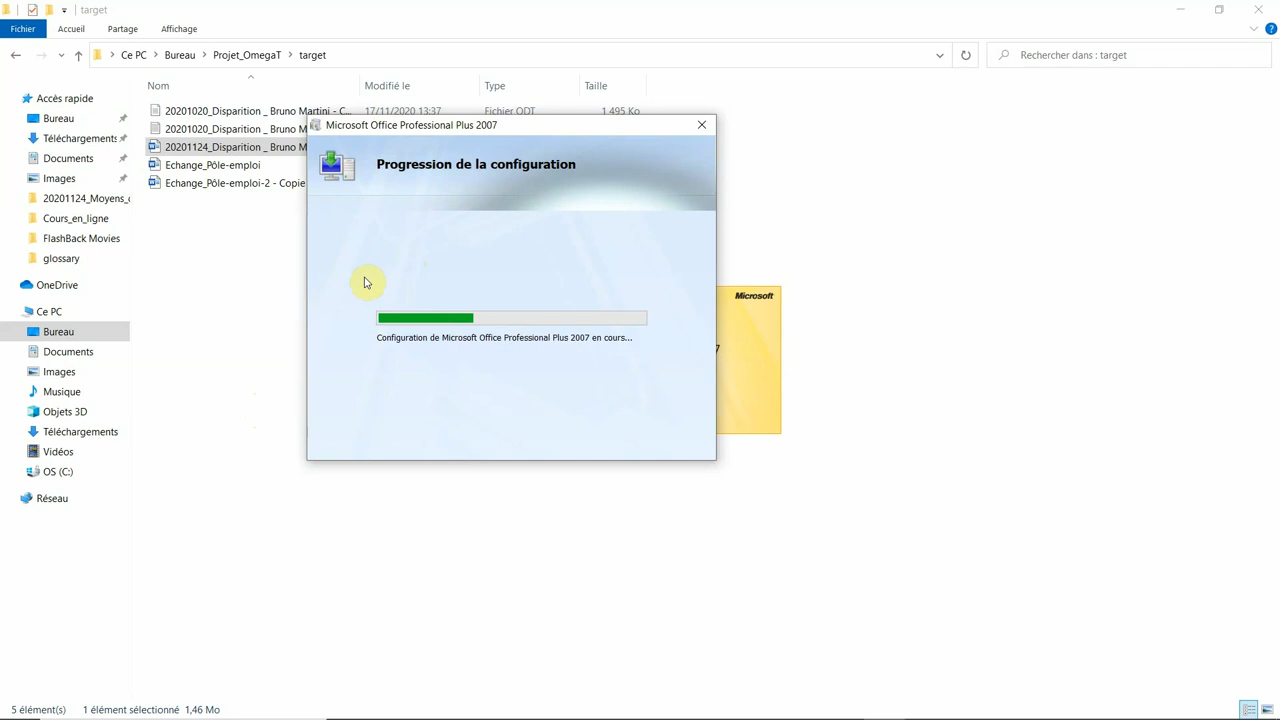 target
Fichier Accueil Partage Affichage
Ce PC Bureau Projet_OmegaT target
Rechercher dans : target
Nom Modifié le Type Taille
20201020_Disparition _ Bruno Martini - C... 17/11/2020 13:37 Fichier ODT 1 495 Ko
20201020_Disparition _ Bruno M
20201124_Disparition _ Bruno M
Echange_Pôle-emploi
Echange_Pôle-emploi-2 - Copie
Accès rapide
Bureau
Téléchargements
Documents
Images
20201124_Moyens_c
Cours_en_ligne
FlashBack Movies
glossary
OneDrive
Ce PC
Bureau
Documents
Images
Musique
Objets 3D
Téléchargements
Vidéos
OS (C:)
Réseau
Microsoft Office Professional Plus 2007
Progression de la configuration
Configuration de Microsoft Office Professional Plus 2007 en cours...
Microsoft
7
5 élément(s) 1 élément sélectionné 1,46 Mo